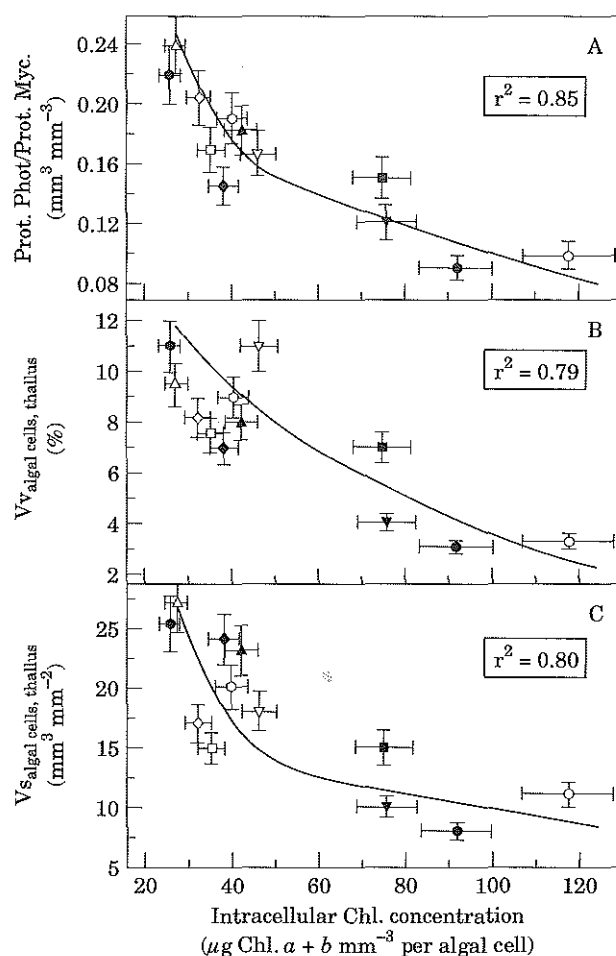 A
r² = 0.85
Prot. Phot/Prot. Myc.
(mm³ mm⁻³)
0.24
0.20
0.16
0.12
0.08
B
r² = 0.79
Vv algal cells, thallus
(%)
12
10
8
6
4
2
C
r² = 0.80
Vs algal cells, thallus
(mm³ mm⁻²)
25
20
15
10
5
20 40 60 80 100 120
Intracellular Chl. concentration
(μg Chl. a + b mm⁻³ per algal cell)